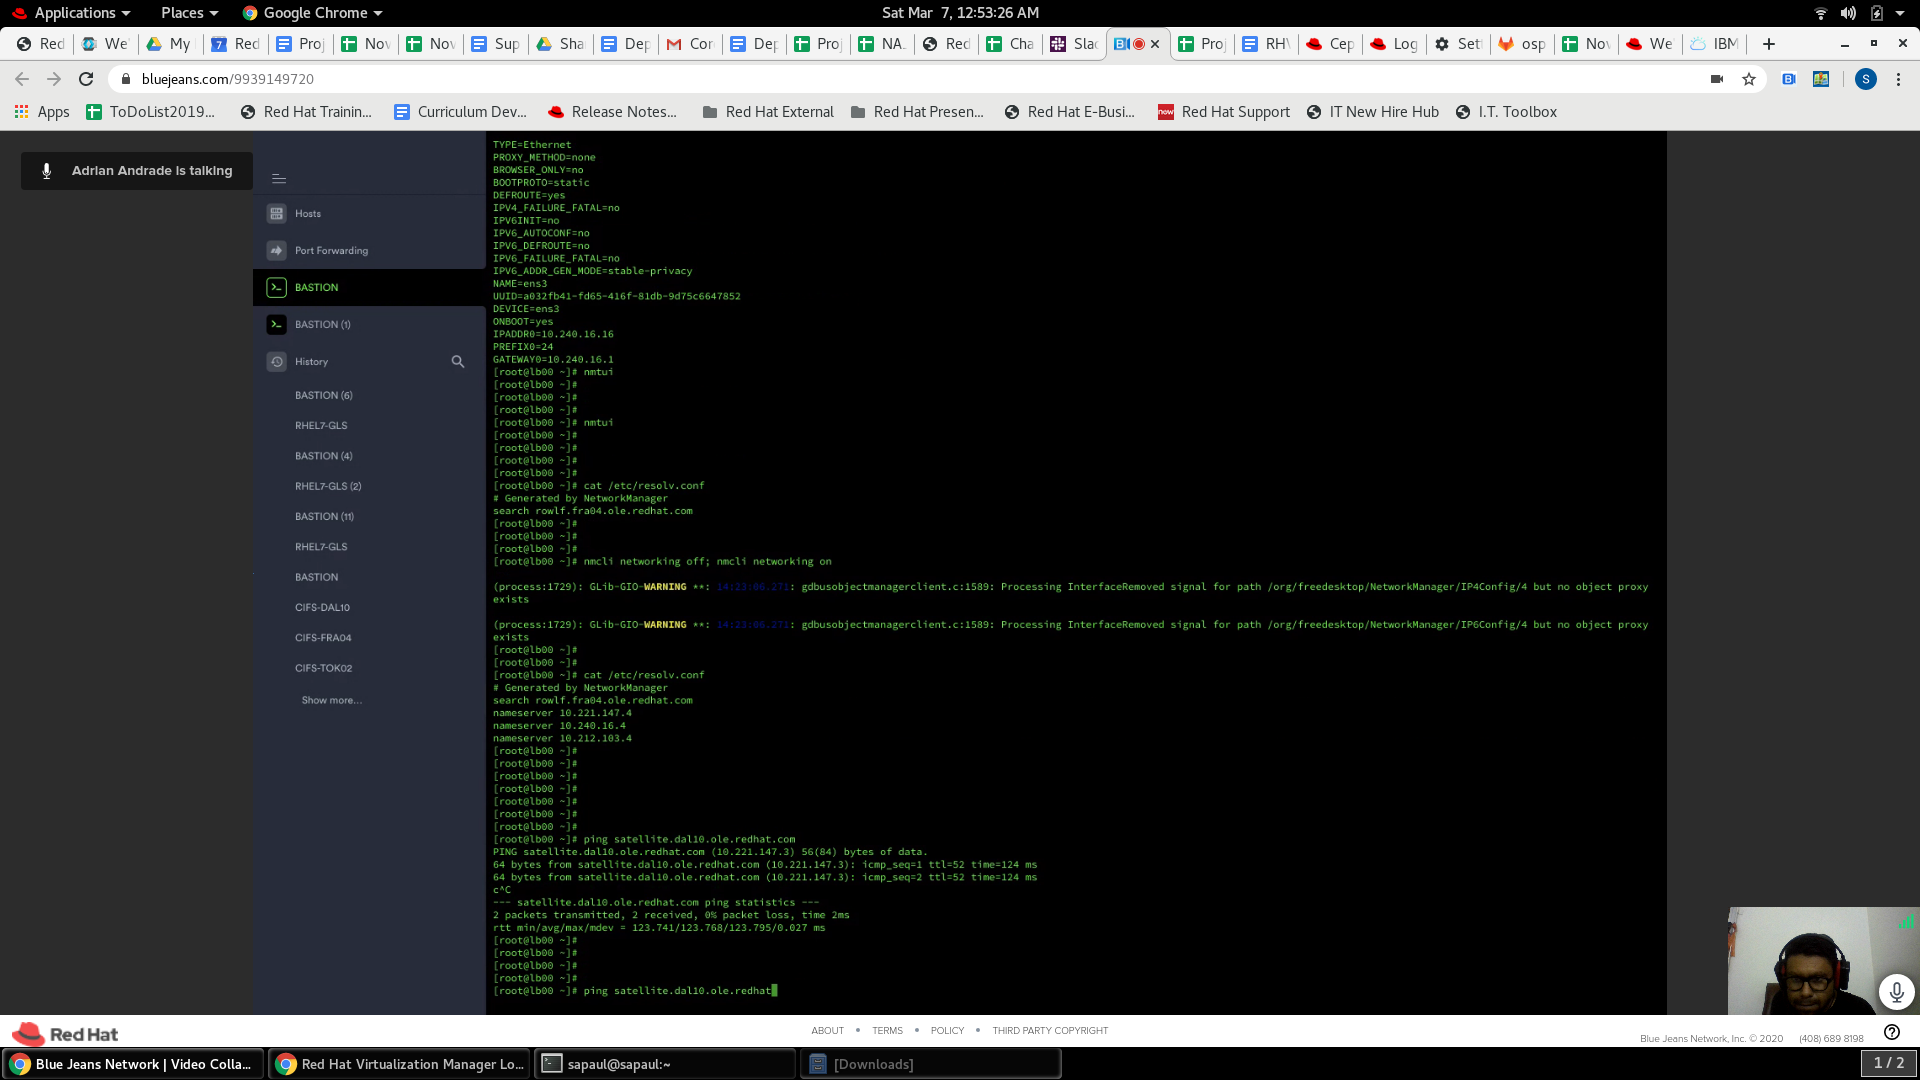 Applications Places Google Chrome Sat Mar 7, 12:53:26 AM
Red We My Red Proj Nov Nov Sup Sha Dep Con Dep Proj NA Red Cha Slac Proj RHV Cep Log Sett osp Nov We IBM
bluejeans.com/9939149720 S
Apps ToDoList2019... Red Hat Trainin... Curriculum Dev... Release Notes... Red Hat External Red Hat Presen... Red Hat E-Busi... now Red Hat Support IT New Hire Hub I.T. Toolbox
Adrian Andrade is talking
Hosts
Port Forwarding
BASTION
BASTION (1)
History
BASTION (6)
RHEL7-GLS
BASTION (4)
RHEL7-GLS (2)
BASTION (11)
RHEL7-GLS
BASTION
CIFS-DAL10
CIFS-FRA04
CIFS-TOK02
Show more...
TYPE=Ethernet
PROXY_METHOD=none
BROWSER_ONLY=no
BOOTPROTO=static
DEFROUTE=yes
IPV4_FAILURE_FATAL=no
IPV6INIT=no
IPV6_AUTOCONF=no
IPV6_DEFROUTE=no
IPV6_FAILURE_FATAL=no
IPV6_ADDR_GEN_MODE=stable-privacy
NAME=ens3
UUID=a032fb41-fd65-416f-81db-9d75c6647852
DEVICE=ens3
ONBOOT=yes
IPADDR0=10.240.16.16
PREFIX0=24
GATEWAY0=10.240.16.1
[root@lb00 ~]# nmtui
[root@lb00 ~]#
[root@lb00 ~]#
[root@lb00 ~]#
[root@lb00 ~]# nmtui
[root@lb00 ~]#
[root@lb00 ~]#
[root@lb00 ~]#
[root@lb00 ~]#
[root@lb00 ~]# cat /etc/resolv.conf
# Generated by NetworkManager
search rowlf.fra04.ole.redhat.com
[root@lb00 ~]#
[root@lb00 ~]#
[root@lb00 ~]#
[root@lb00 ~]# nmcli networking off; nmcli networking on
(process:1729): GLib-GIO-WARNING **: 14:23:06.271: gdbusobjectmanagerclient.c:1589: Processing InterfaceRemoved signal for path /org/freedesktop/NetworkManager/IP4Config/4 but no object proxy
exists
(process:1729): GLib-GIO-WARNING **: 14:23:06.271: gdbusobjectmanagerclient.c:1589: Processing InterfaceRemoved signal for path /org/freedesktop/NetworkManager/IP6Config/4 but no object proxy
exists
[root@lb00 ~]#
[root@lb00 ~]#
[root@lb00 ~]# cat /etc/resolv.conf
# Generated by NetworkManager
search rowlf.fra04.ole.redhat.com
nameserver 10.221.147.4
nameserver 10.240.16.4
nameserver 10.212.103.4
[root@lb00 ~]#
[root@lb00 ~]#
[root@lb00 ~]#
[root@lb00 ~]#
[root@lb00 ~]#
[root@lb00 ~]#
[root@lb00 ~]#
[root@lb00 ~]# ping satellite.dal10.ole.redhat.com
PING satellite.dal10.ole.redhat.com (10.221.147.3) 56(84) bytes of data.
64 bytes from satellite.dal10.ole.redhat.com (10.221.147.3): icmp_seq=1 ttl=52 time=124 ms
64 bytes from satellite.dal10.ole.redhat.com (10.221.147.3): icmp_seq=2 ttl=52 time=124 ms
c^C
--- satellite.dal10.ole.redhat.com ping statistics ---
2 packets transmitted, 2 received, 0% packet loss, time 2ms
rtt min/avg/max/mdev = 123.741/123.768/123.795/0.027 ms
[root@lb00 ~]#
[root@lb00 ~]#
[root@lb00 ~]#
[root@lb00 ~]#
[root@lb00 ~]# ping satellite.dal10.ole.redhat
Red Hat ABOUT • TERMS • POLICY • THIRD PARTY COPYRIGHT
Blue Jeans Network, Inc. © 2020 (408) 689 8198
Blue Jeans Network | Video Colla... Red Hat Virtualization Manager Lo... sapaul@sapaul:~ [Downloads] 1 / 2